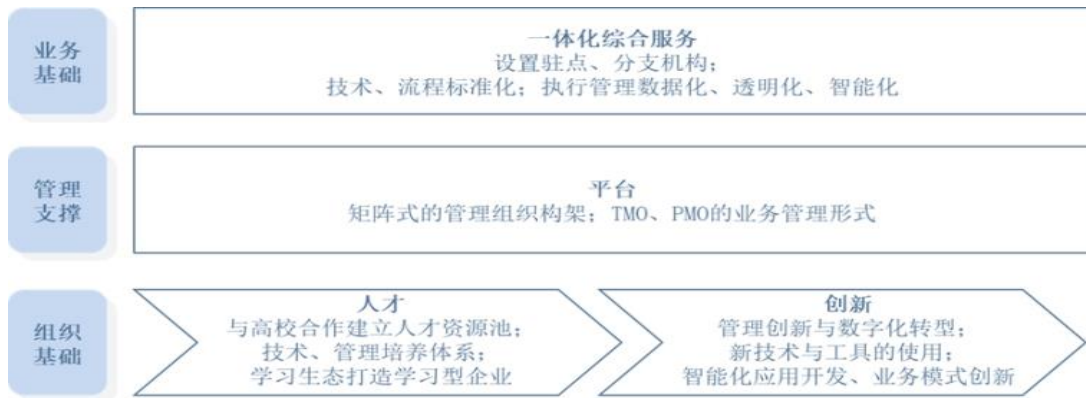 业务
基础
一体化综合服务
设置驻点、分支机构；
技术、流程标准化；执行管理数据化、透明化、智能化
管理
支撑
平台
矩阵式的管理组织构架；TMO、PMO的业务管理形式
组织
基础
人才
与高校合作建立人才资源池；
技术、管理培养体系；
学习生态打造学习型企业
创新
管理创新与数字化转型；
新技术与工具的使用；
智能化应用开发、业务模式创新